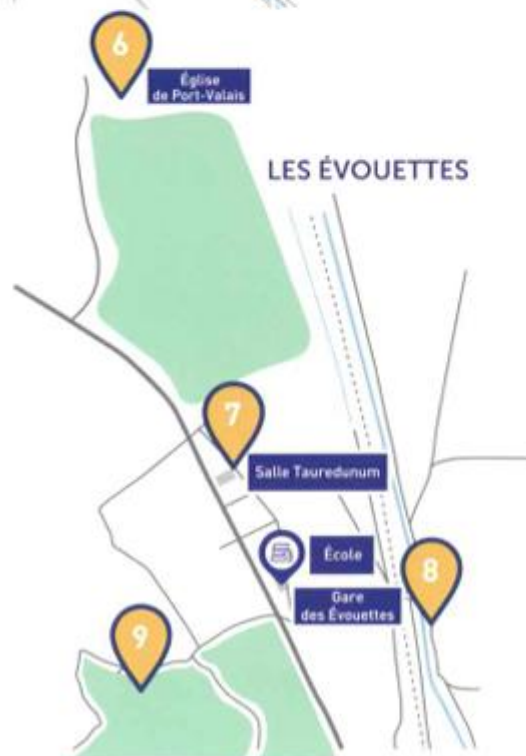 6
Église
de Port-Valais
LES ÉVOUETTES
7
Salle Tauredunum
École
8
Gare
des Évouettes
9